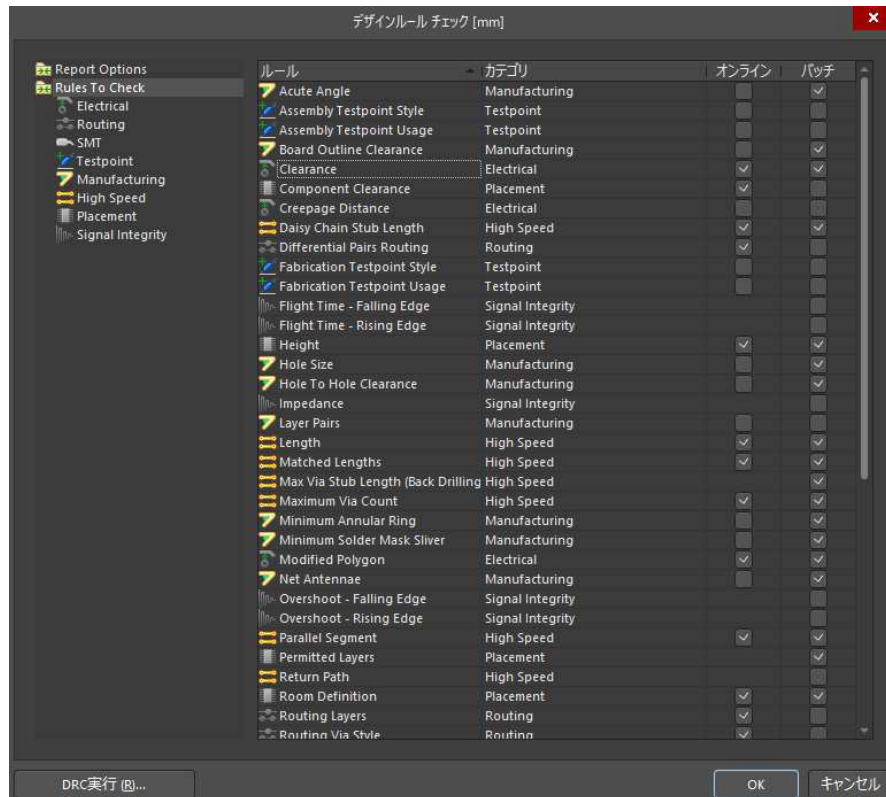 デザインルール チェック [mm]
Report Options
Rules To Check
Electrical
Routing
SMT
Testpoint
Manufacturing
High Speed
Placement
Signal Integrity
ルール カテゴリ オンライン バッチ
Acute Angle Manufacturing
Assembly Testpoint Style Testpoint
Assembly Testpoint Usage Testpoint
Board Outline Clearance Manufacturing
Clearance Electrical
Component Clearance Placement
Creepage Distance Electrical
Daisy Chain Stub Length High Speed
Differential Pairs Routing Routing
Fabrication Testpoint Style Testpoint
Fabrication Testpoint Usage Testpoint
Flight Time - Falling Edge Signal Integrity
Flight Time - Rising Edge Signal Integrity
Height Placement
Hole Size Manufacturing
Hole To Hole Clearance Manufacturing
Impedance Signal Integrity
Layer Pairs Manufacturing
Length High Speed
Matched Lengths High Speed
Max Via Stub Length (Back Drilling High Speed
Maximum Via Count High Speed
Minimum Annular Ring Manufacturing
Minimum Solder Mask Sliver Manufacturing
Modified Polygon Electrical
Net Antennae Manufacturing
Overshoot - Falling Edge Signal Integrity
Overshoot - Rising Edge Signal Integrity
Parallel Segment High Speed
Permitted Layers Placement
Return Path High Speed
Room Definition Placement
Routing Layers Routing
Routing Via Style Routing
DRC実行 (R)... OK キャンセル